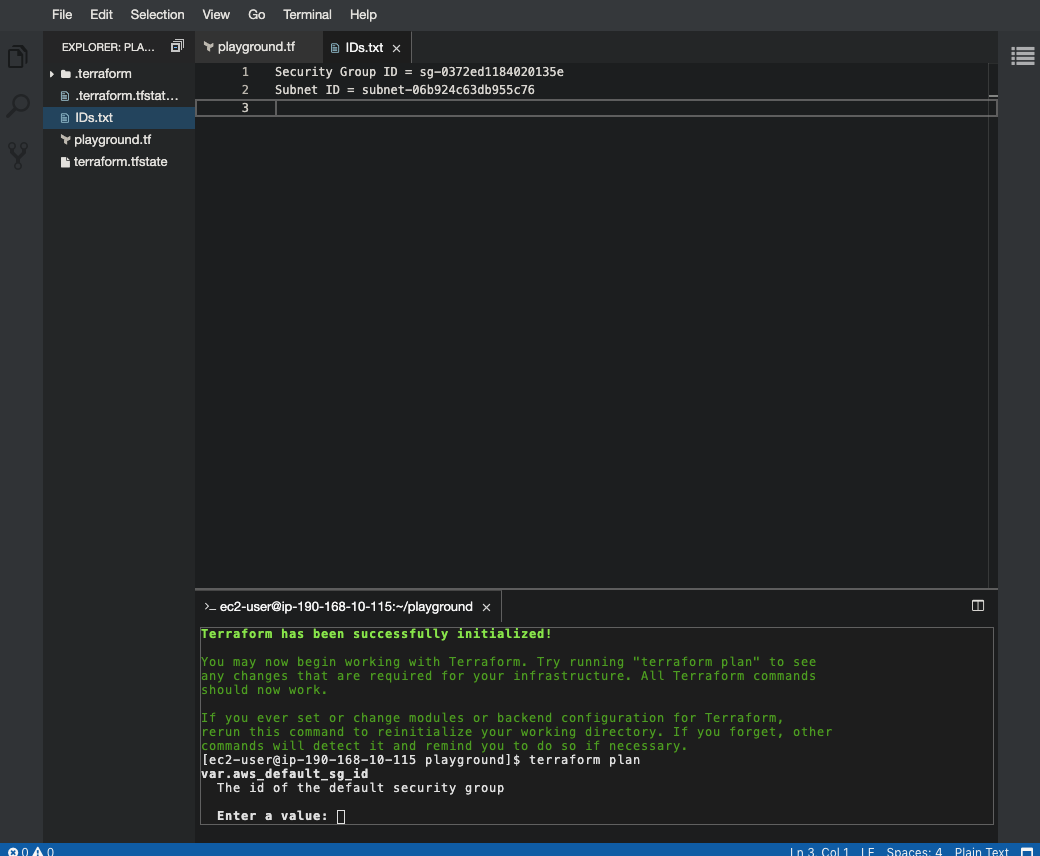 File Edit Selection View Go Terminal Help
EXPLORER: PLA...
playground.tf
IDs.txt
.terraform
.terraform.tfstat...
IDs.txt
playground.tf
terraform.tfstate
1 Security Group ID = sg-0372ed1184020135e
2 Subnet ID = subnet-06b924c63db955c76
3
>_ ec2-user@ip-190-168-10-115:~/playground
Terraform has been successfully initialized!
You may now begin working with Terraform. Try running "terraform plan" to see
any changes that are required for your infrastructure. All Terraform commands
should now work.
If you ever set or change modules or backend configuration for Terraform,
rerun this command to reinitialize your working directory. If you forget, other
commands will detect it and remind you to do so if necessary.
[ec2-user@ip-190-168-10-115 playground]$ terraform plan
var.aws_default_sg_id
The id of the default security group
Enter a value:
0 0 Ln 3, Col 1 LF Spaces: 4 Plain Text